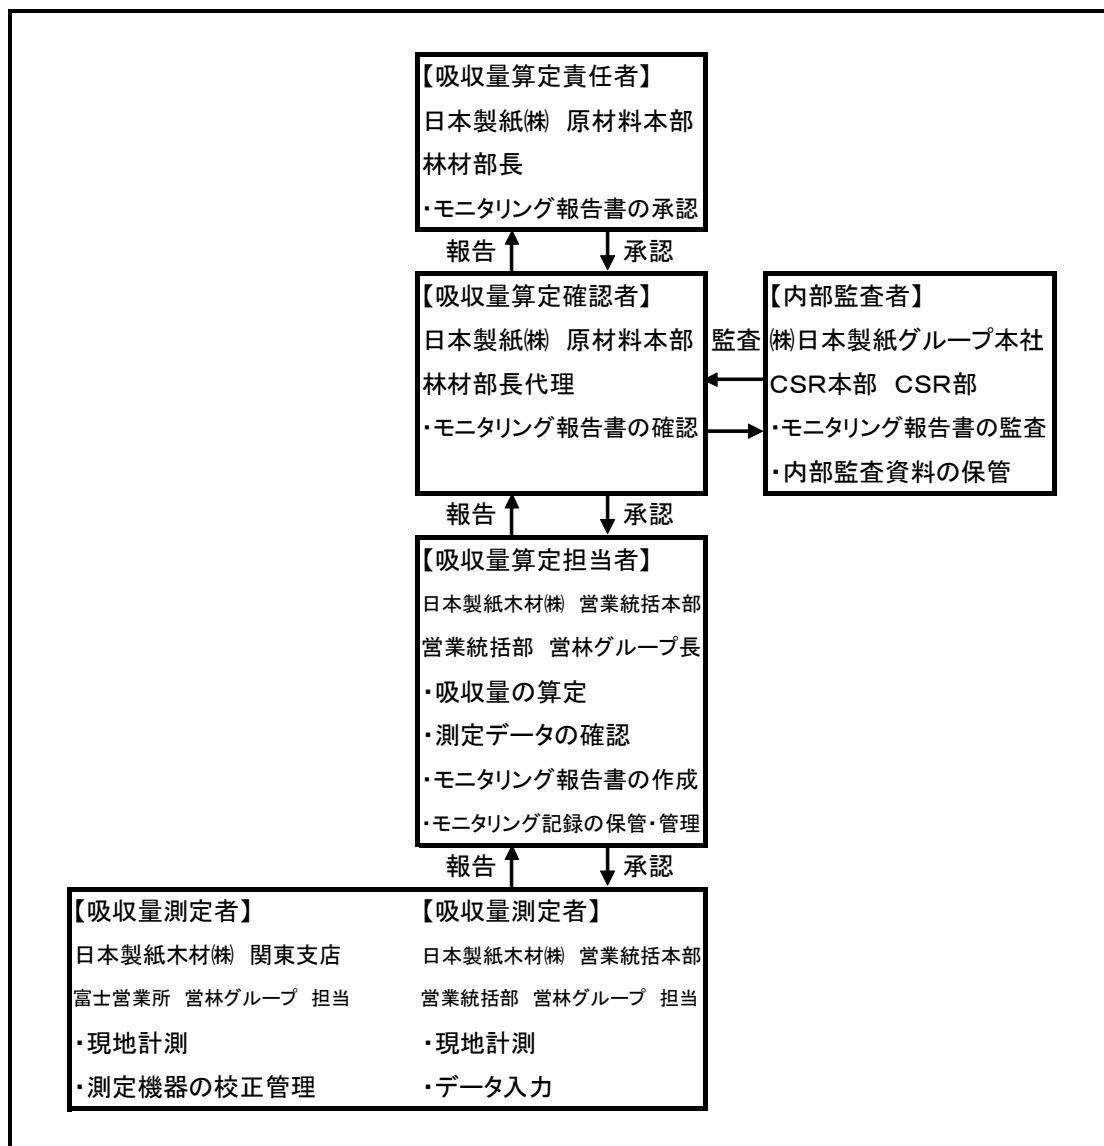 【吸収量算定責任者】
日本製紙㈱ 原材料本部
林材部長
・モニタリング報告書の承認
報告
承認
【吸収量算定確認者】
日本製紙㈱ 原材料本部
林材部長代理
・モニタリング報告書の確認
監査
【内部監査者】
㈱日本製紙グループ本社
CSR本部 CSR部
・モニタリング報告書の監査
・内部監査資料の保管
報告
承認
【吸収量算定担当者】
日本製紙木材㈱ 営業統括本部
営業統括部 営林グループ長
・吸収量の算定
・測定データの確認
・モニタリング報告書の作成
・モニタリング記録の保管・管理
報告
承認
【吸収量測定者】
日本製紙木材㈱ 関東支店
富士営業所 営林グループ 担当
・現地計測
・測定機器の校正管理
【吸収量測定者】
日本製紙木材㈱ 営業統括本部
営業統括部 営林グループ 担当
・現地計測
・データ入力